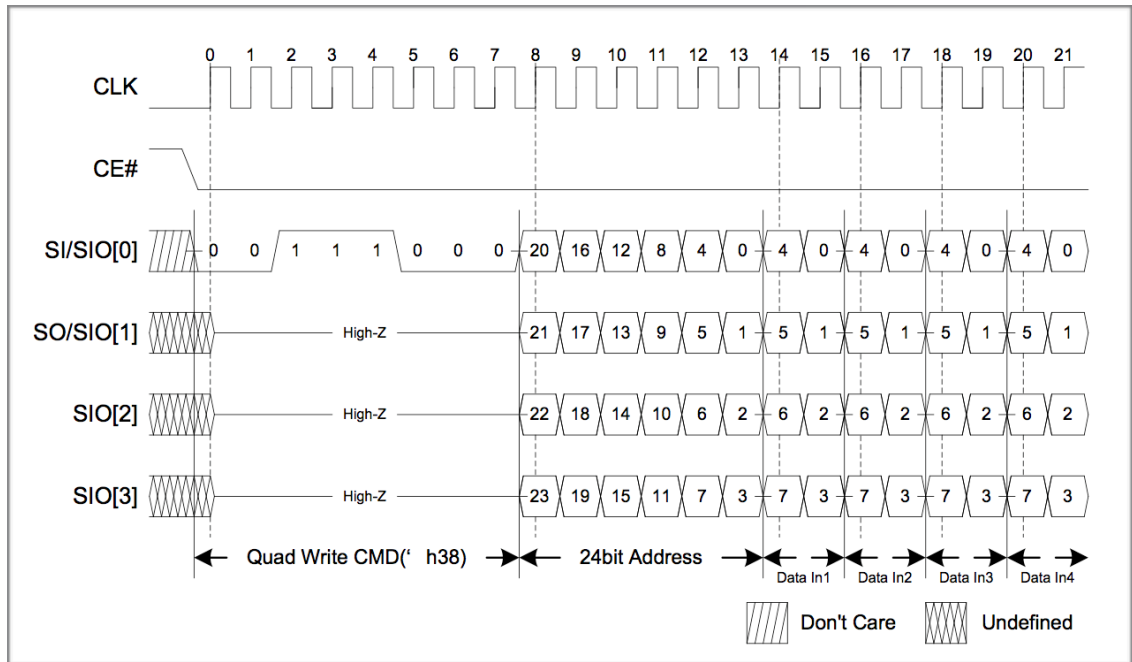 0 1 2 3 4 5 6 7 8 9 10 11 12 13 14 15 16 17 18 19 20 21
CLK
CE#
SI/SIO[0] 0 0 1 1 1 0 0 0 20 16 12 8 4 0 4 0 4 0 4 0 4 0
SO/SIO[1] High-Z 21 17 13 9 5 1 5 1 5 1 5 1 5 1
SIO[2] High-Z 22 18 14 10 6 2 6 2 6 2 6 2 6 2
SIO[3] High-Z 23 19 15 11 7 3 7 3 7 3 7 3 7 3
Quad Write CMD(‘ h38) 24bit Address
Data In1 Data In2 Data In3 Data In4
Don't Care Undefined